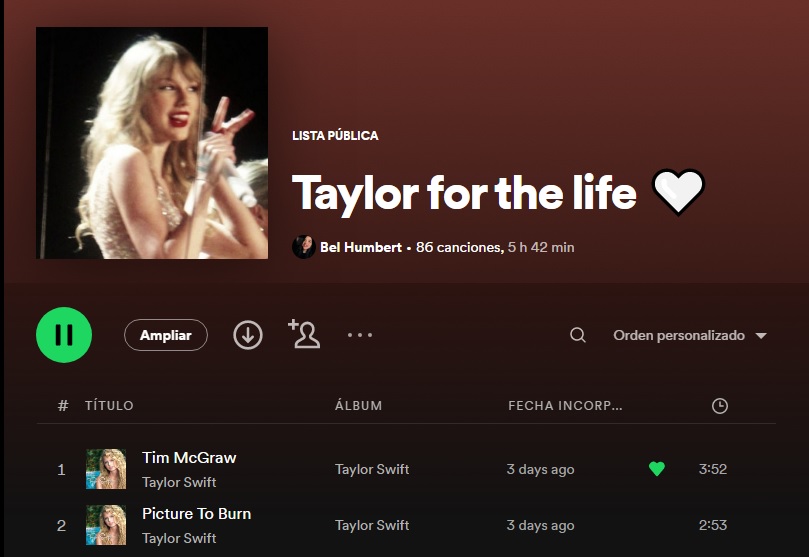 LISTA PÚBLICA
Taylor for the life 🤍
Bel Humbert • 86 canciones, 5 h 42 min
Ampliar
Orden personalizado
# TÍTULO ÁLBUM FECHA INCORP...
1 Tim McGraw Taylor Swift 3 days ago 3:52
Taylor Swift
2 Picture To Burn Taylor Swift 3 days ago 2:53
Taylor Swift